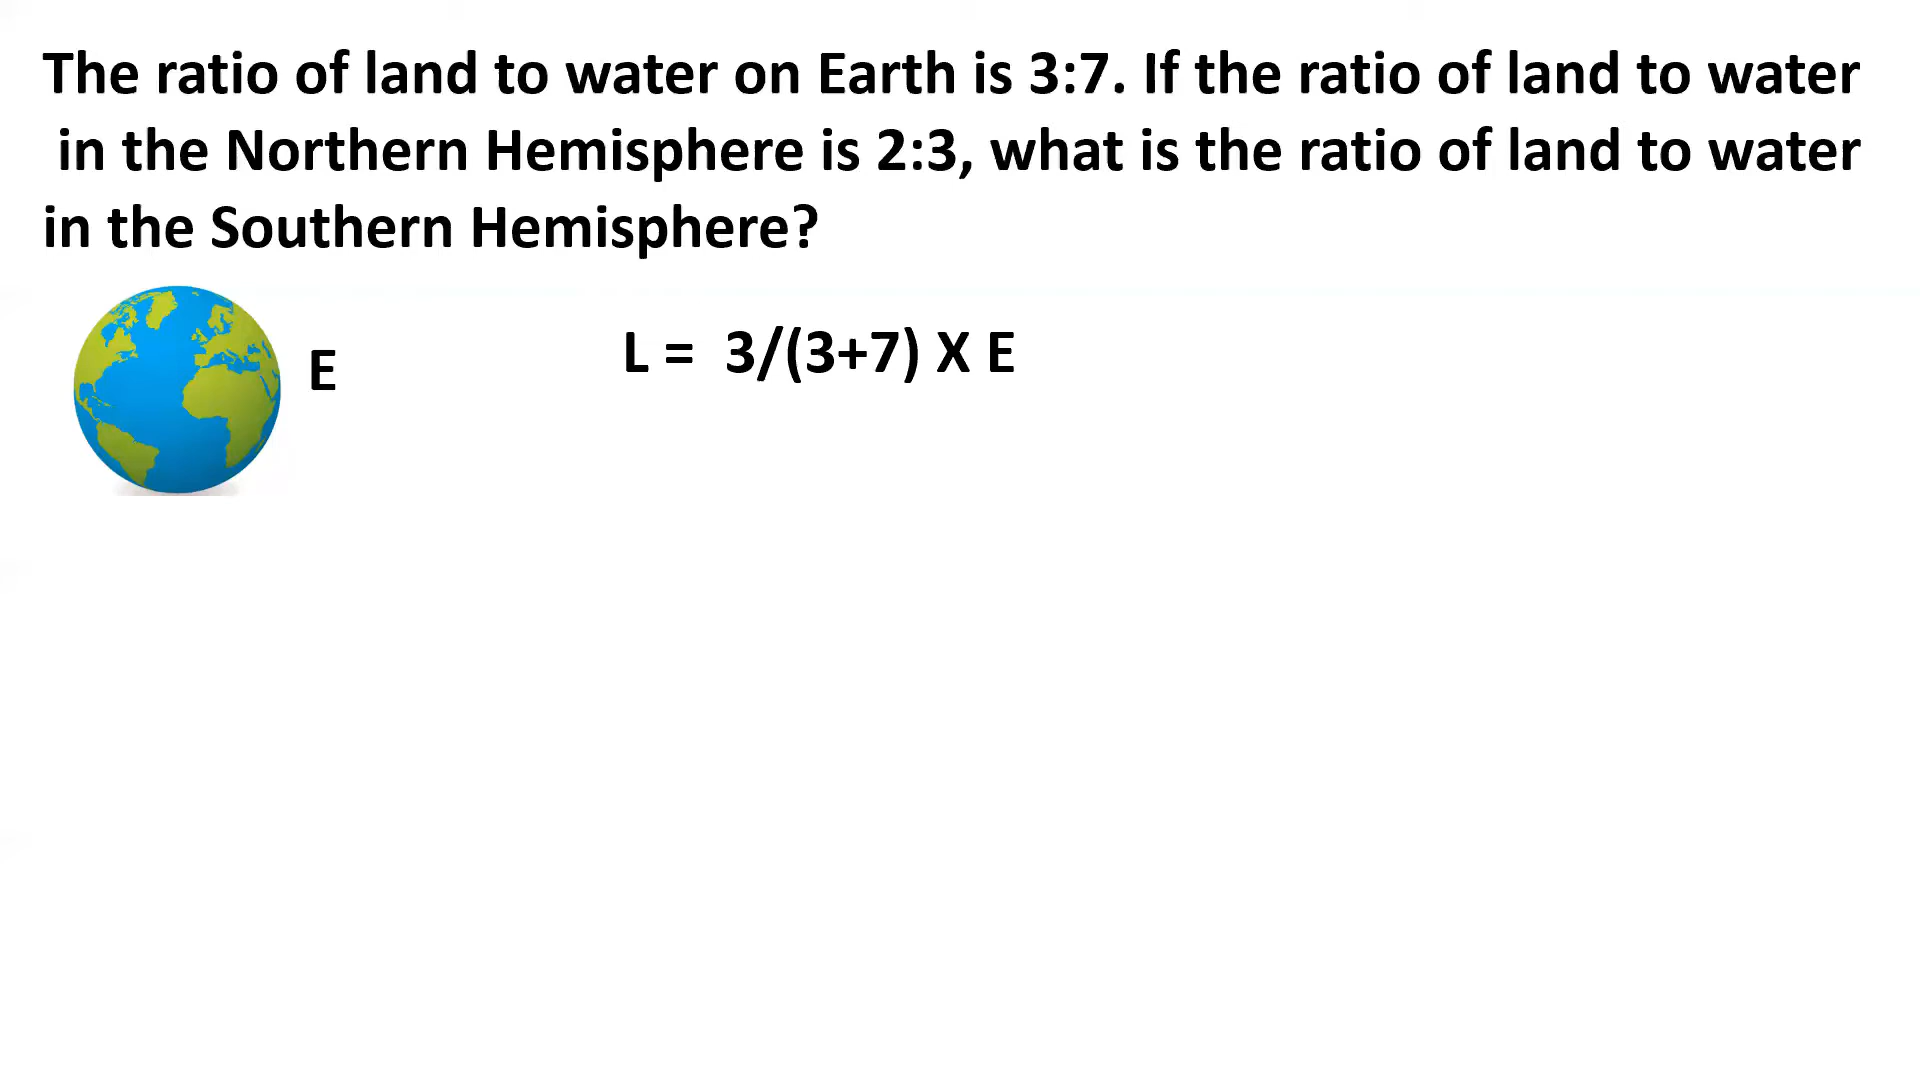 The ratio of land to water on Earth is 3:7. If the ratio of land to water
in the Northern Hemisphere is 2:3, what is the ratio of land to water
in the Southern Hemisphere?
E
L = 3/(3+7) X E